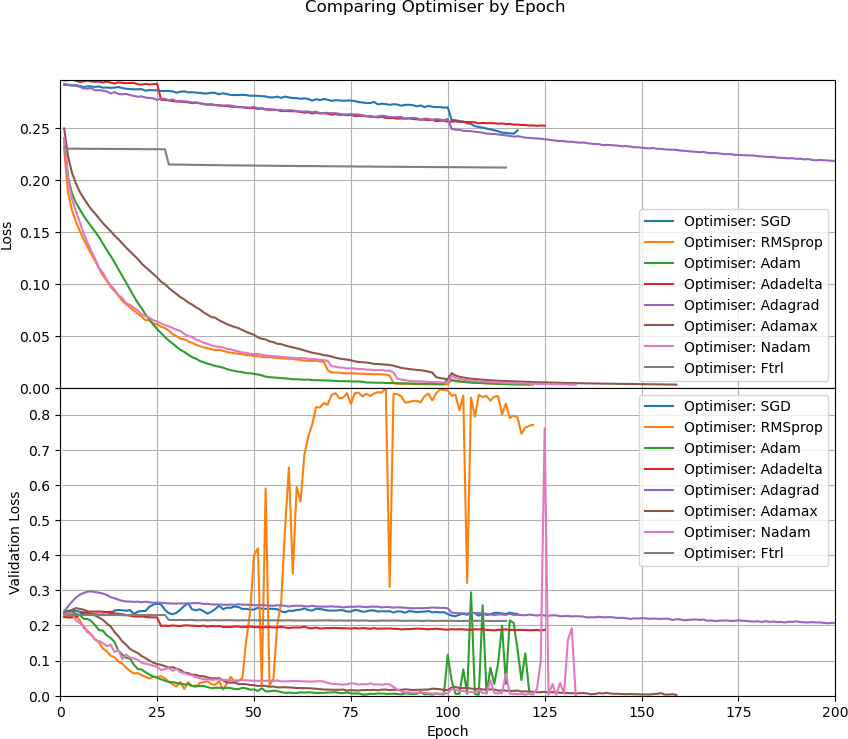 Comparing Optimiser by Epoch
Loss
0.25
0.20
0.15
0.10
0.05
0.00
Optimiser: SGD
Optimiser: RMSprop
Optimiser: Adam
Optimiser: Adadelta
Optimiser: Adagrad
Optimiser: Adamax
Optimiser: Nadam
Optimiser: Ftrl
Validation Loss
0.8
0.7
0.6
0.5
0.4
0.3
0.2
0.1
0.0
Optimiser: SGD
Optimiser: RMSprop
Optimiser: Adam
Optimiser: Adadelta
Optimiser: Adagrad
Optimiser: Adamax
Optimiser: Nadam
Optimiser: Ftrl
0 25 50 75 100 125 150 175 200
Epoch